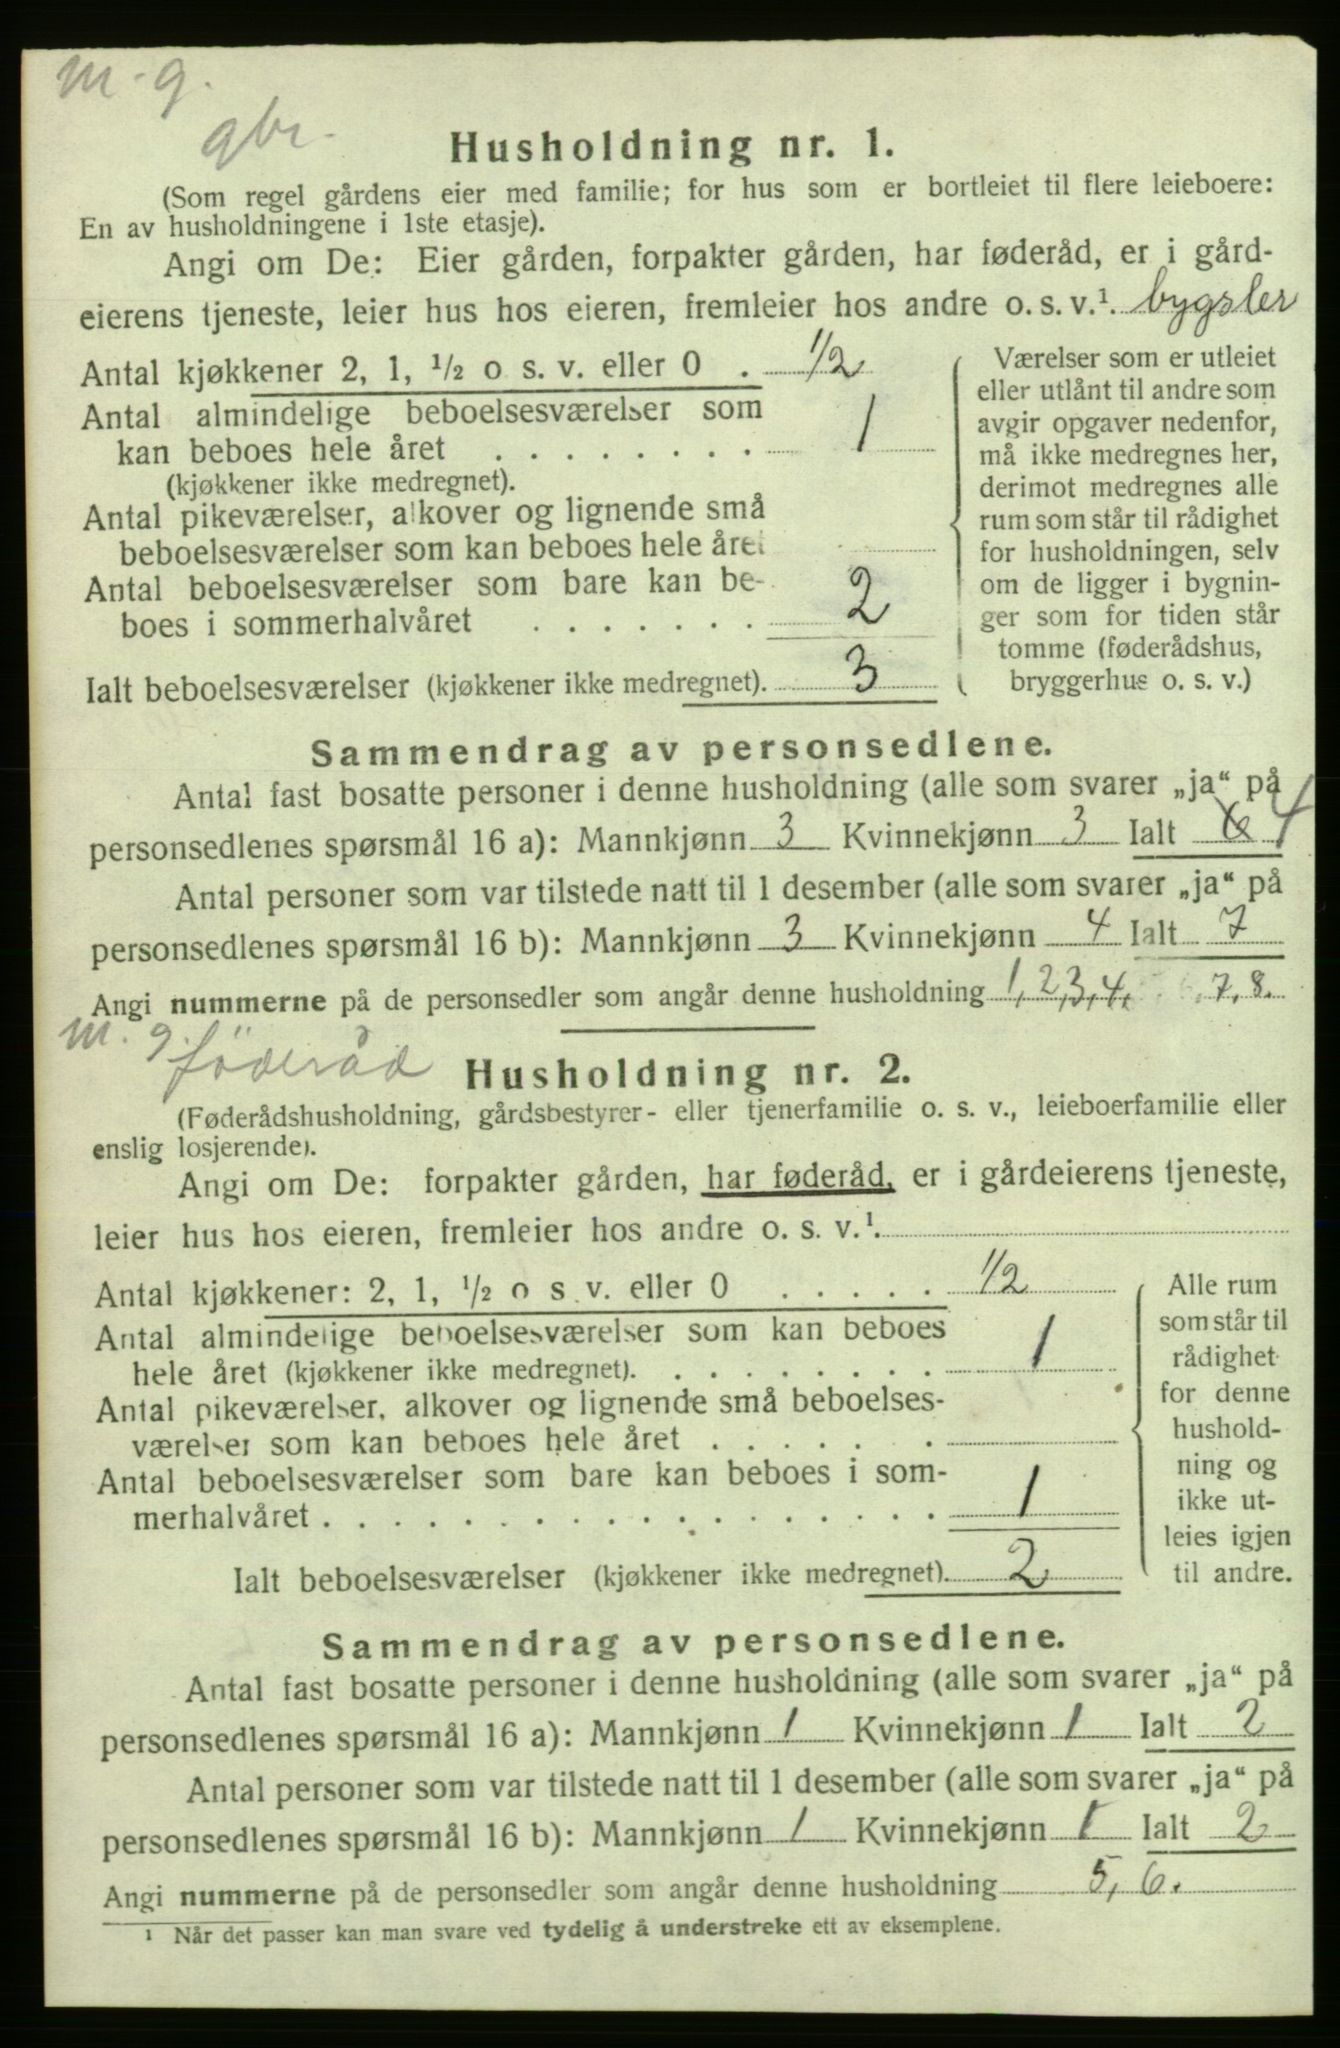 m - g.
gbr.
Husholdning nr. 1.
(Som regel gårdens eier med familie; for hus som er bortleiet til flere leieboere:
En av husholdningene i 1ste etasje).
Angi om De: Eier gården, forpakter gården, har føderåd, er i gård-
eierens tjeneste, leier hus hos eieren, fremleier hos andre o. s. v.¹. bygsler
Antal kjøkkener 2, 1, ½ o s. v. eller 0 . ½
Antal almindelige beboelsesværelser som
kan beboes hele året . . . . . . . . 1
(kjøkkener ikke medregnet).
Antal pikeværelser, alkover og lignende små
beboelsesværelser som kan beboes hele året
Antal beboelsesværelser som bare kan be-
boes i sommerhalvåret . . . . . . . 2
Ialt beboelsesværelser (kjøkkener ikke medregnet). 3
Værelser som er utleiet
eller utlånt til andre som
avgir opgaver nedenfor,
må ikke medregnes her,
derimot medregnes alle
rum som står til rådighet
for husholdningen, selv
om de ligger i bygnin-
ger som for tiden står
tomme (føderådshus,
bryggerhus o. s. v.)
Sammendrag av personsedlene.
Antal fast bosatte personer i denne husholdning (alle som svarer „ja“ på
personsedlenes spørsmål 16 a): Mannkjønn 3 Kvinnekjønn 3 Ialt 6
Antal personer som var tilstede natt til 1 desember (alle som svarer „ja“ på
personsedlenes spørsmål 16 b): Mannkjønn 3 Kvinnekjønn 4 Ialt 7
Angi nummerne på de personsedler som angår denne husholdning 1, 2, 3, 4, 7, 8.
m. g.
føderåd
Husholdning nr. 2.
(Føderådshusholdning, gårdsbestyrer- eller tjenerfamilie o. s. v., leieboerfamilie eller
enslig losjerende).
Angi om De: forpakter gården, har føderåd, er i gårdeierens tjeneste,
leier hus hos eieren, fremleier hos andre o. s. v.¹.
Antal kjøkkener: 2, 1, ½ o s. v. eller 0 . . . . . ½
Antal almindelige beboelsesværelser som kan beboes
hele året (kjøkkener ikke medregnet). . . . . . . . . 1
Antal pikeværelser, alkover og lignende små beboelses-
værelser som kan beboes hele året . . . . . .
Antal beboelsesværelser som bare kan beboes i som-
merhalvåret . . . . . . . . . . . . . . . . . . 1
Ialt beboelsesværelser (kjøkkener ikke medregnet). 2
Alle rum
som står til
rådighet
for denne
hushold-
ning og
ikke ut-
leies igjen
til andre.
Sammendrag av personsedlene.
Antal fast bosatte personer i denne husholdning (alle som svarer „ja“ på
personsedlenes spørsmål 16 a): Mannkjønn 1 Kvinnekjønn 1 Ialt 2
Antal personer som var tilstede natt til 1 desember (alle som svarer „ja“ på
personsedlenes spørsmål 16 b): Mannkjønn 1 Kvinnekjønn 1 Ialt 2
Angi nummerne på de personsedler som angår denne husholdning 5, 6.
¹ Når det passer kan man svare ved tydelig å understreke ett av eksemplene.